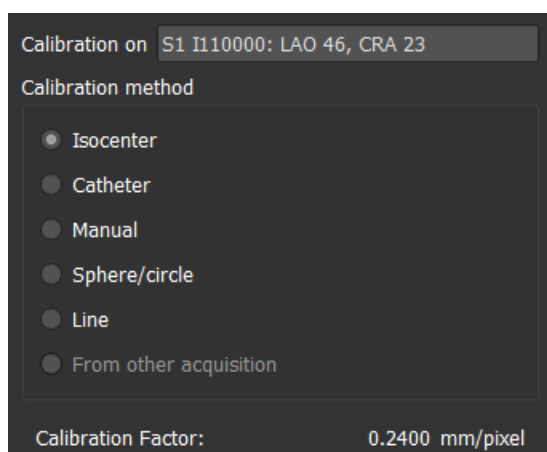 Calibration on S1 I110000: LAO 46, CRA 23
Calibration method
Isocenter
Catheter
Manual
Sphere/circle
Line
From other acquisition
Calibration Factor: 0.2400 mm/pixel